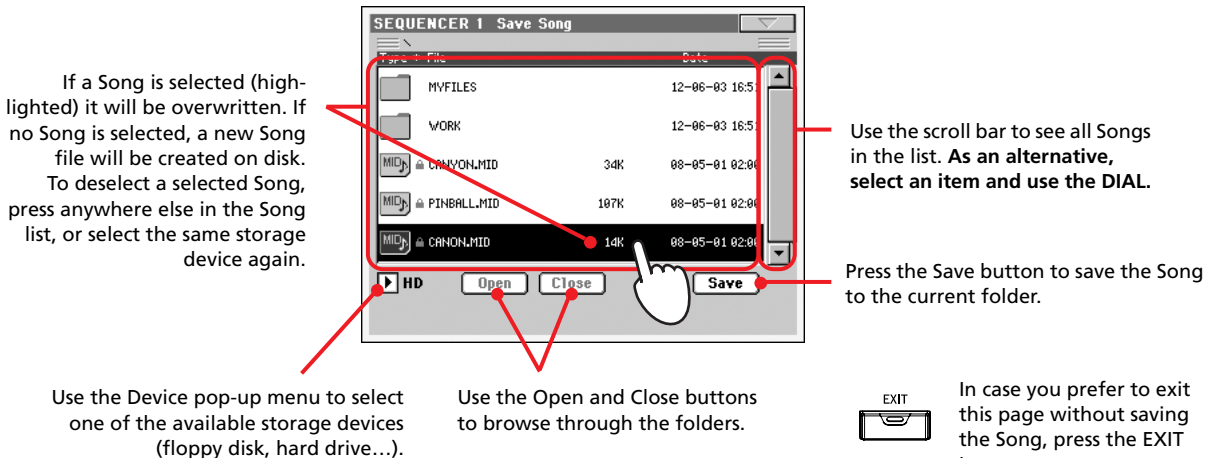 SEQUENCER 1 Save Song
Type File Date
MYFILES 12-06-03 16:51
WORK 12-06-03 16:51
MID CANYON.MID 34K 08-05-01 02:00
MID PINBALL.MID 107K 08-05-01 02:00
MID CANON.MID 14K 08-05-01 02:00
HD Open Close Save
If a Song is selected (high-
lighted) it will be overwritten. If
no Song is selected, a new Song
file will be created on disk.
To deselect a selected Song,
press anywhere else in the Song
list, or select the same storage
device again.
Use the scroll bar to see all Songs
in the list. As an alternative,
select an item and use the DIAL.
Press the Save button to save the Song
to the current folder.
Use the Device pop-up menu to select
one of the available storage devices
(floppy disk, hard drive…).
Use the Open and Close buttons
to browse through the folders.
EXIT
In case you prefer to exit
this page without saving
the Song, press the EXIT